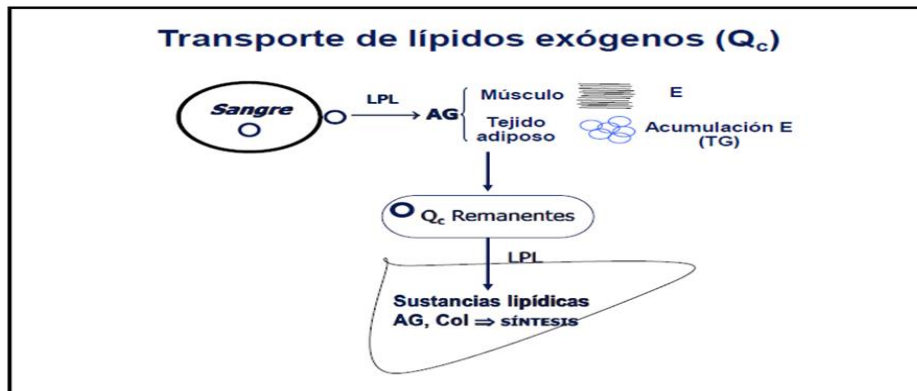 Transporte de lípidos exógenos (Qc)
Sangre
LPL
AG
Músculo
E
Tejido
adiposo
Acumulación E
(TG)
Qc Remanentes
LPL
Sustancias lipídicas
AG, Col ⇒ SÍNTESIS